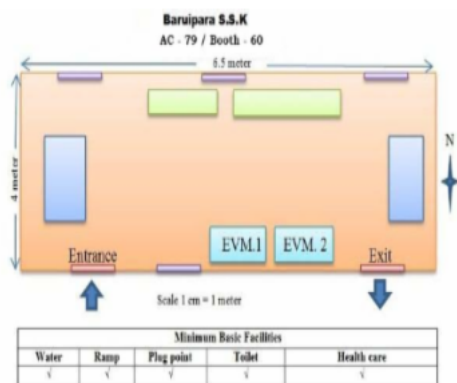 Baruipara S.S.K
AC - 79 / Booth - 60
6.5 meter
4 meter
N
EVM.1 EVM. 2
Entrance Exit
Scale 1 cm = 1 meter
Minimum Basic Facilities
Water Ramp Plug point Toilet Health care
√ √ √ √ √